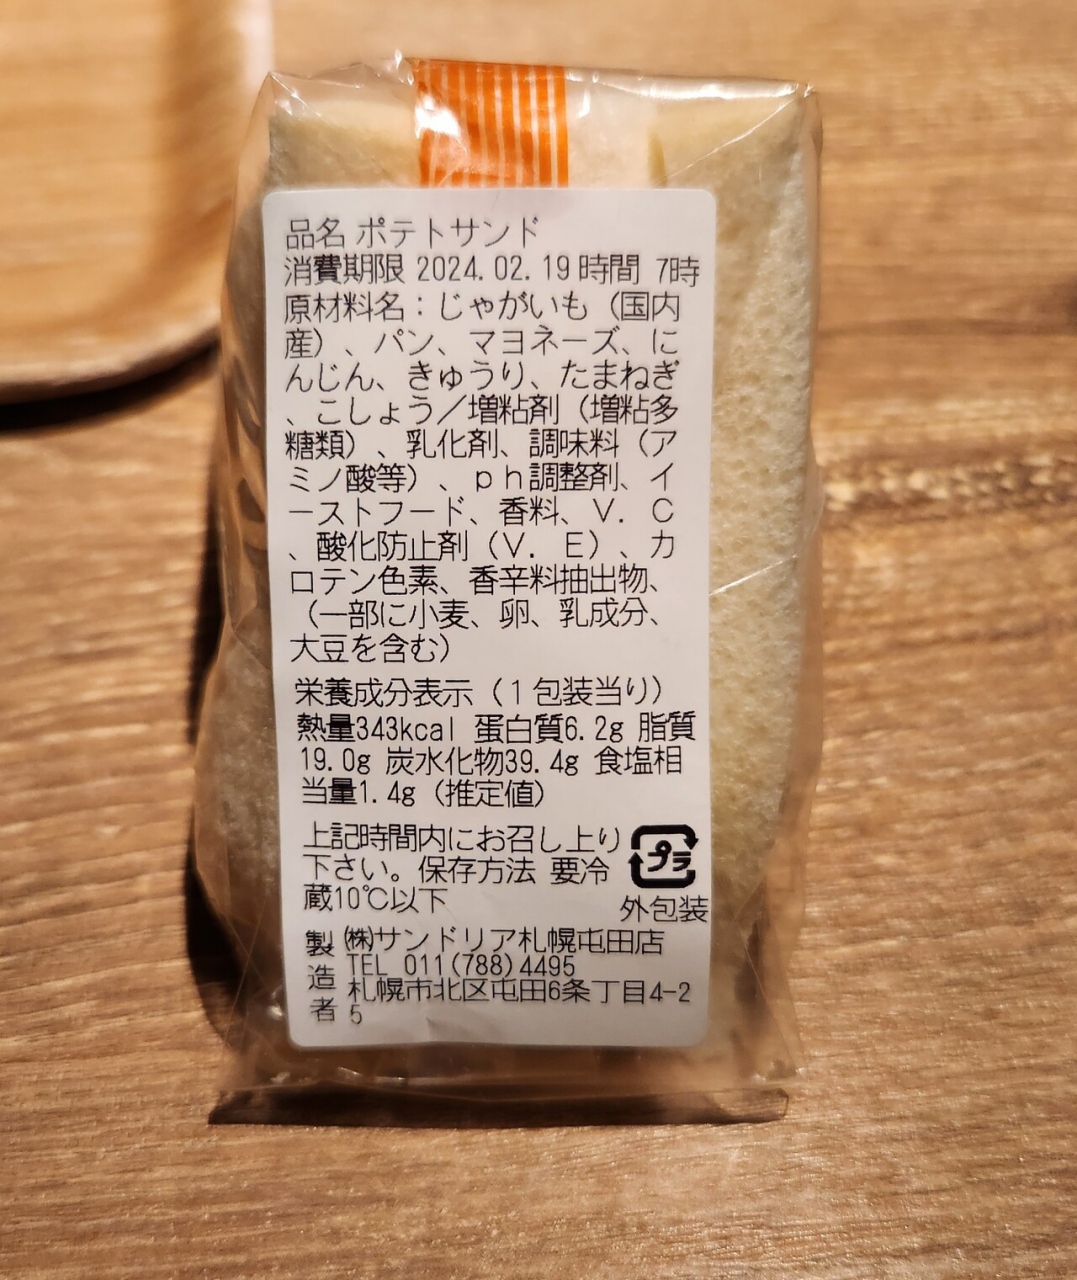 品名 ポテトサンド
消費期限 2024.02.19時間 7時
原材料名：じゃがいも（国内
産）、パン、マヨネーズ、に
んじん、きゅうり、たまねぎ
、こしょう／増粘剤（増粘多
糖類）、乳化剤、調味料（ア
ミノ酸等）、ｐｈ調整剤、イ
ーストフード、香料、Ｖ．Ｃ
、酸化防止剤（Ｖ．Ｅ）、カ
ロテン色素、香辛料抽出物、
（一部に小麦、卵、乳成分、
大豆を含む）
栄養成分表示（1包装当り）
熱量343kcal 蛋白質6.2g 脂質
19.0g 炭水化物39.4g 食塩相
当量1.4g（推定値）
上記時間内にお召し上り
下さい。保存方法 要冷
蔵10℃以下
プラ
外包装
製造者
㈱サンドリア札幌屯田店
TEL 011(788)4495
札幌市北区屯田6条丁目4-2
5